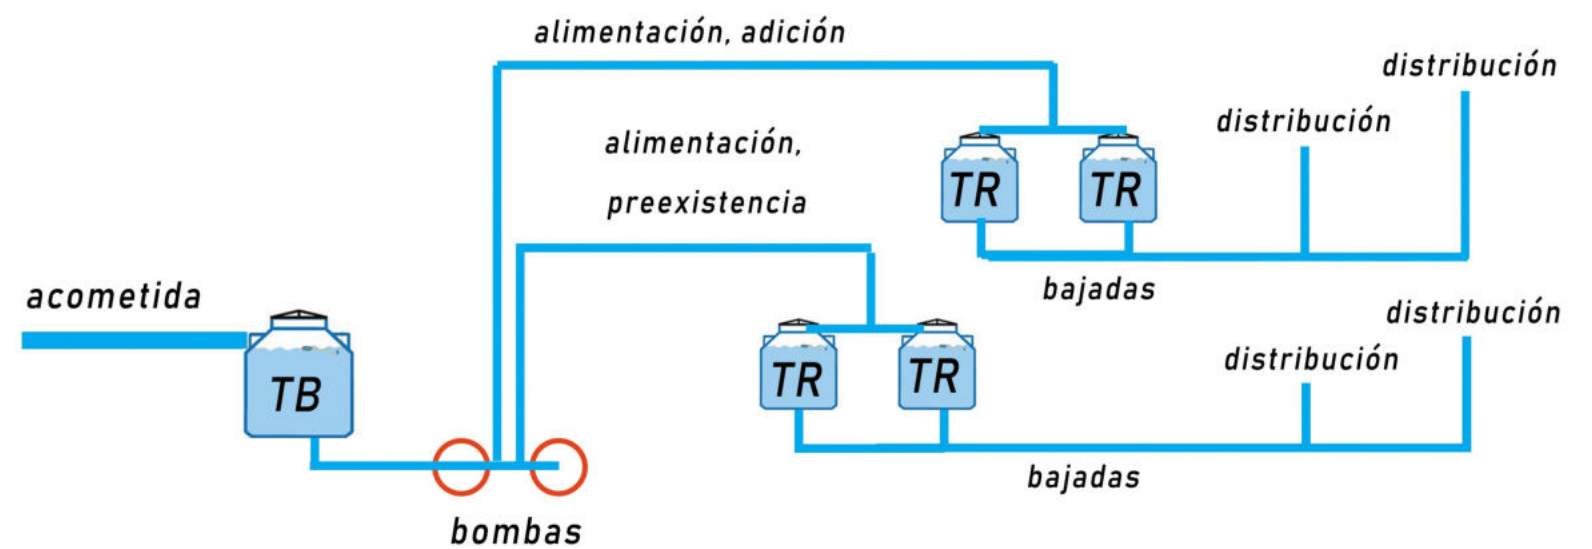 alimentación, adición
distribución
distribución
alimentación,
preexistencia
TR
TR
bajadas
acometida
distribución
distribución
TB
TR
TR
bajadas
bombas